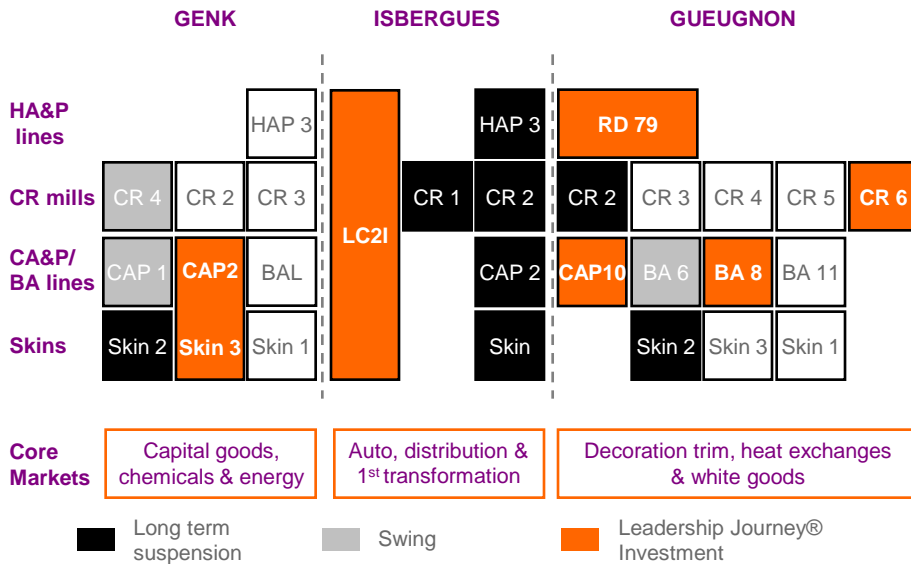 GENK ISBERGUES GUEUGNON
HA&P
lines
HAP 3 HAP 3 RD 79
CR mills CR 4 CR 2 CR 3 CR 1 CR 2 CR 2 CR 3 CR 4 CR 5 CR 6
LC2I
CA&P/
BA lines
CAP 1 CAP2 BAL CAP 2 CAP10 BA 6 BA 8 BA 11
Skins Skin 2 Skin 3 Skin 1 Skin Skin 2 Skin 3 Skin 1
Core
Markets
Capital goods,
chemicals & energy
Auto, distribution &
1st transformation
Decoration trim, heat exchanges
& white goods
Long term
suspension
Swing
Leadership Journey®
Investment